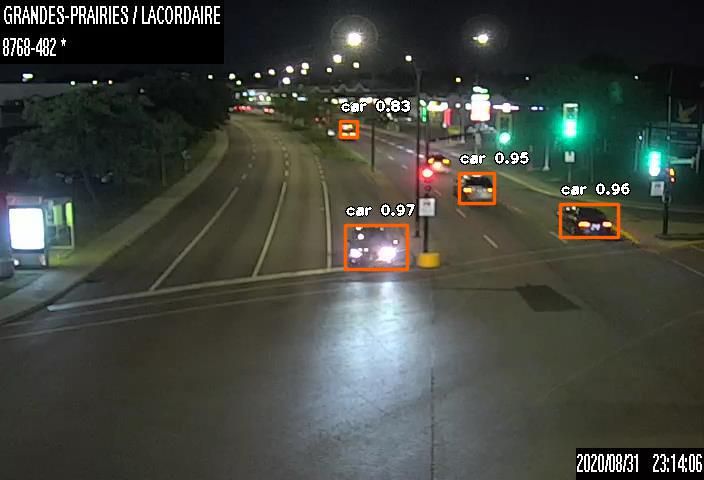 GRANDES-PRAIRIES / LACORDAIRE
8768-482 *
car 0.83
car 0.95
car 0.96
car 0.97
2020/08/31 23:14:06